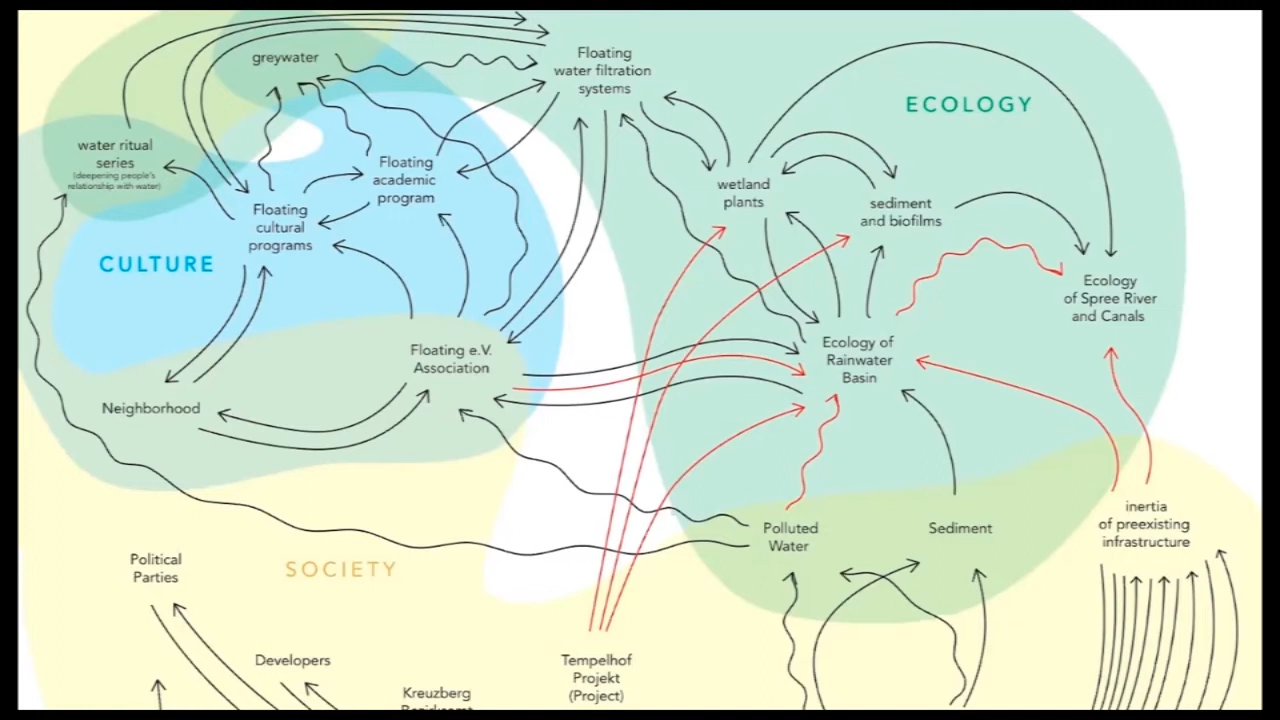 greywater
Floating
water filtration
systems
ECOLOGY
water ritual
series
(deepening people's
relationship with water)
Floating
academic
program
wetland
plants
sediment
and biofilms
Floating
cultural
programs
CULTURE
Ecology
of Spree River
and Canals
Floating e.V.
Association
Ecology of
Rainwater
Basin
Neighborhood
Polluted
Water
Sediment
inertia
of preexisting
infrastructure
Political
Parties
SOCIETY
Developers
Tempelhof
Projekt
(Project)
Kreuzberg